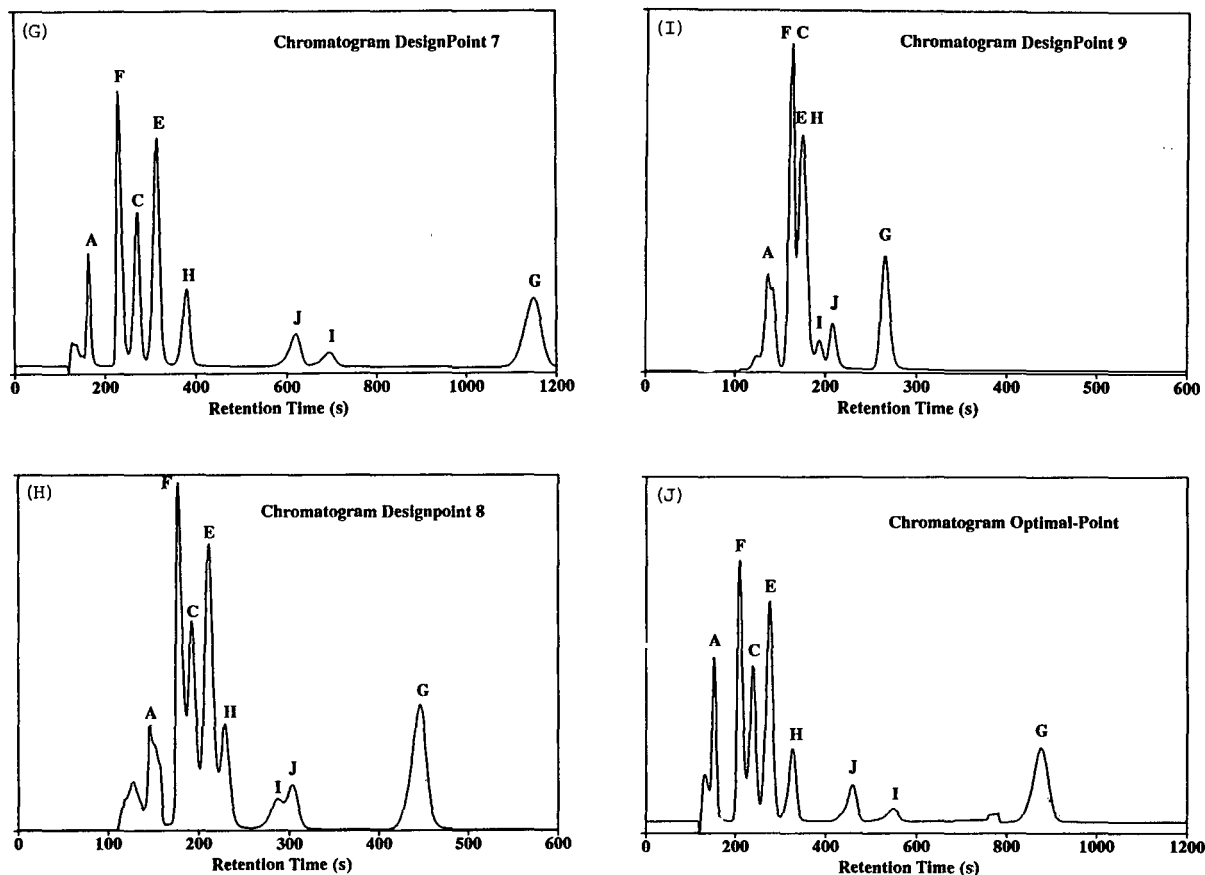 (G)
Chromatogram DesignPoint 7
F
E
C
A
H
J
I
G
0 200 400 600 800 1000 1200
Retention Time (s)
(I)
F C
Chromatogram DesignPoint 9
E H
A
G
I
J
0 100 200 300 400 500 600
Retention Time (s)
(H)
F
Chromatogram Designpoint 8
E
C
A
H
I
J
G
0 100 200 300 400 500 600
Retention Time (s)
(J)
Chromatogram Optimal-Point
F
E
A
C
H
J
I
G
0 200 400 600 800 1000 1200
Retention Time (s)